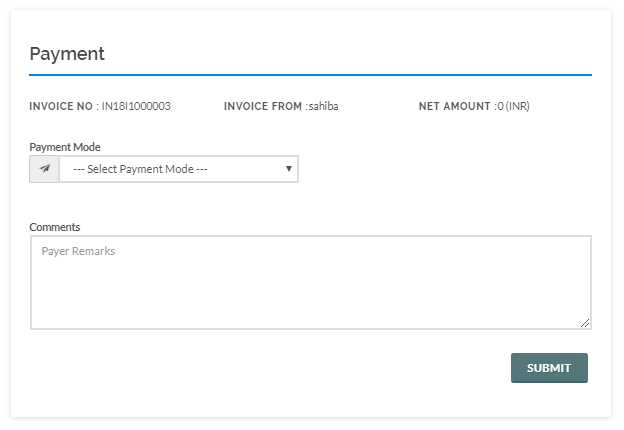 Payment
INVOICE NO : IN18I1000003 INVOICE FROM :sahiba NET AMOUNT :0 (INR)
Payment Mode
--- Select Payment Mode ---
Comments
Payer Remarks
SUBMIT